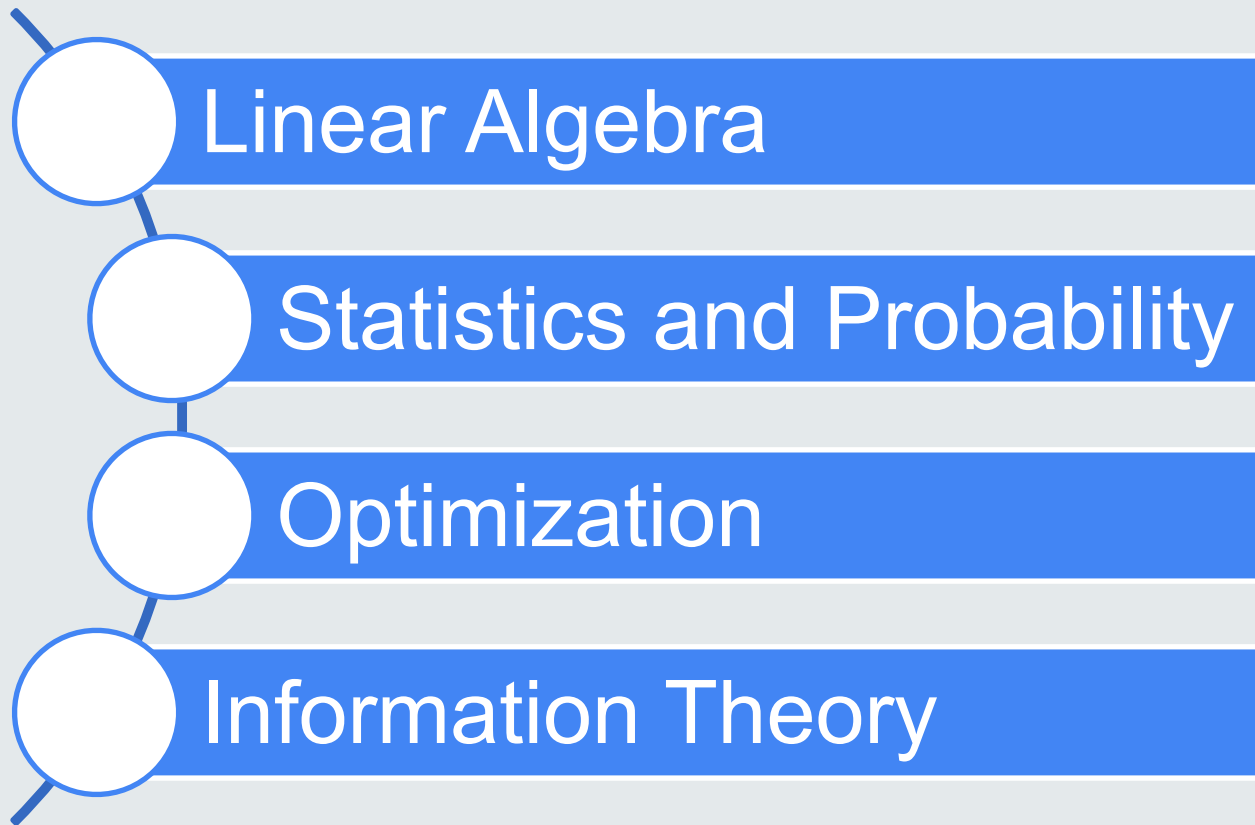 Linear Algebra
Statistics and Probability
Optimization
Information Theory